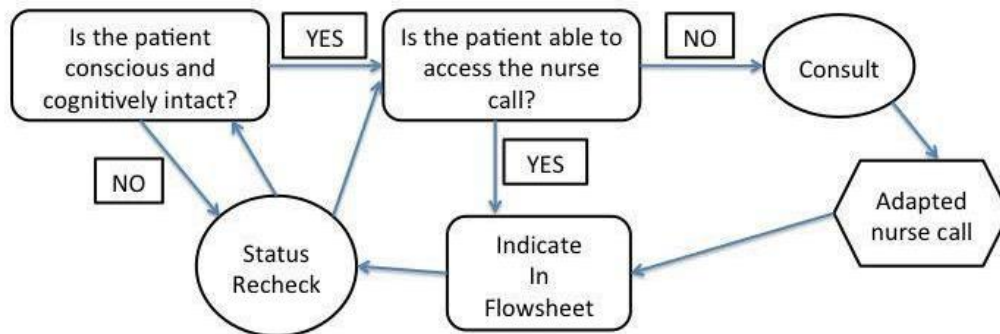 Is the patient
conscious and
cognitively intact?
YES
Is the patient able to
access the nurse
call?
NO
Consult
NO
YES
Adapted
nurse call
Status
Recheck
Indicate
In
Flowsheet